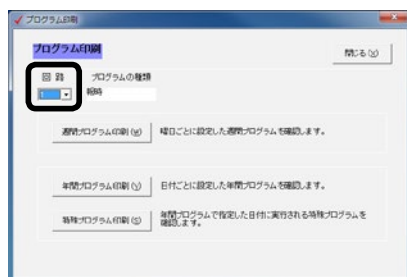 プログラム印刷
プログラム印刷
閉じる(X)
回 路 プログラムの種類
1 報時
週間プログラム印刷(W) 曜日ごとに設定した週間プログラムを確認します。
年間プログラム印刷(Y) 日付ごとに設定した年間プログラムを確認します。
特殊プログラム印刷(S) 年間プログラムで指定した日付に実行される特殊プログラムを
確認します。